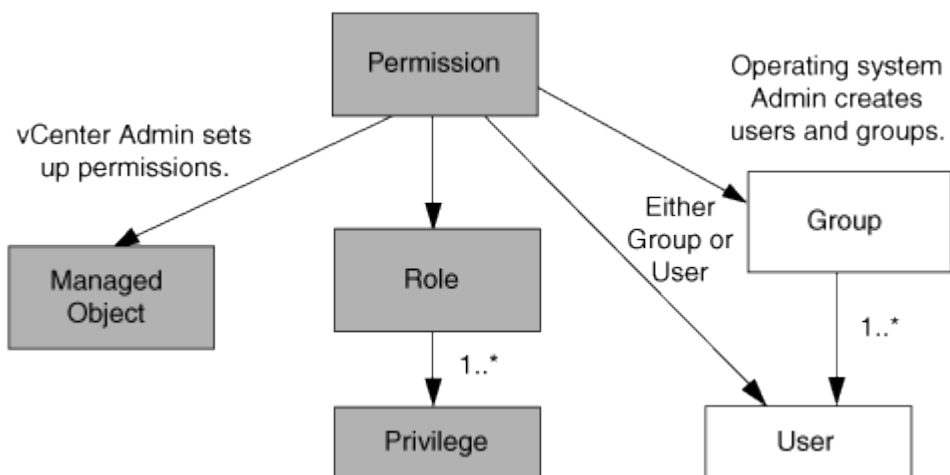 Permission
Operating system
Admin creates
users and groups.
vCenter Admin sets
up permissions.
Either
Group or
User
Group
Managed
Object
Role
1..*
1..*
Privilege
User